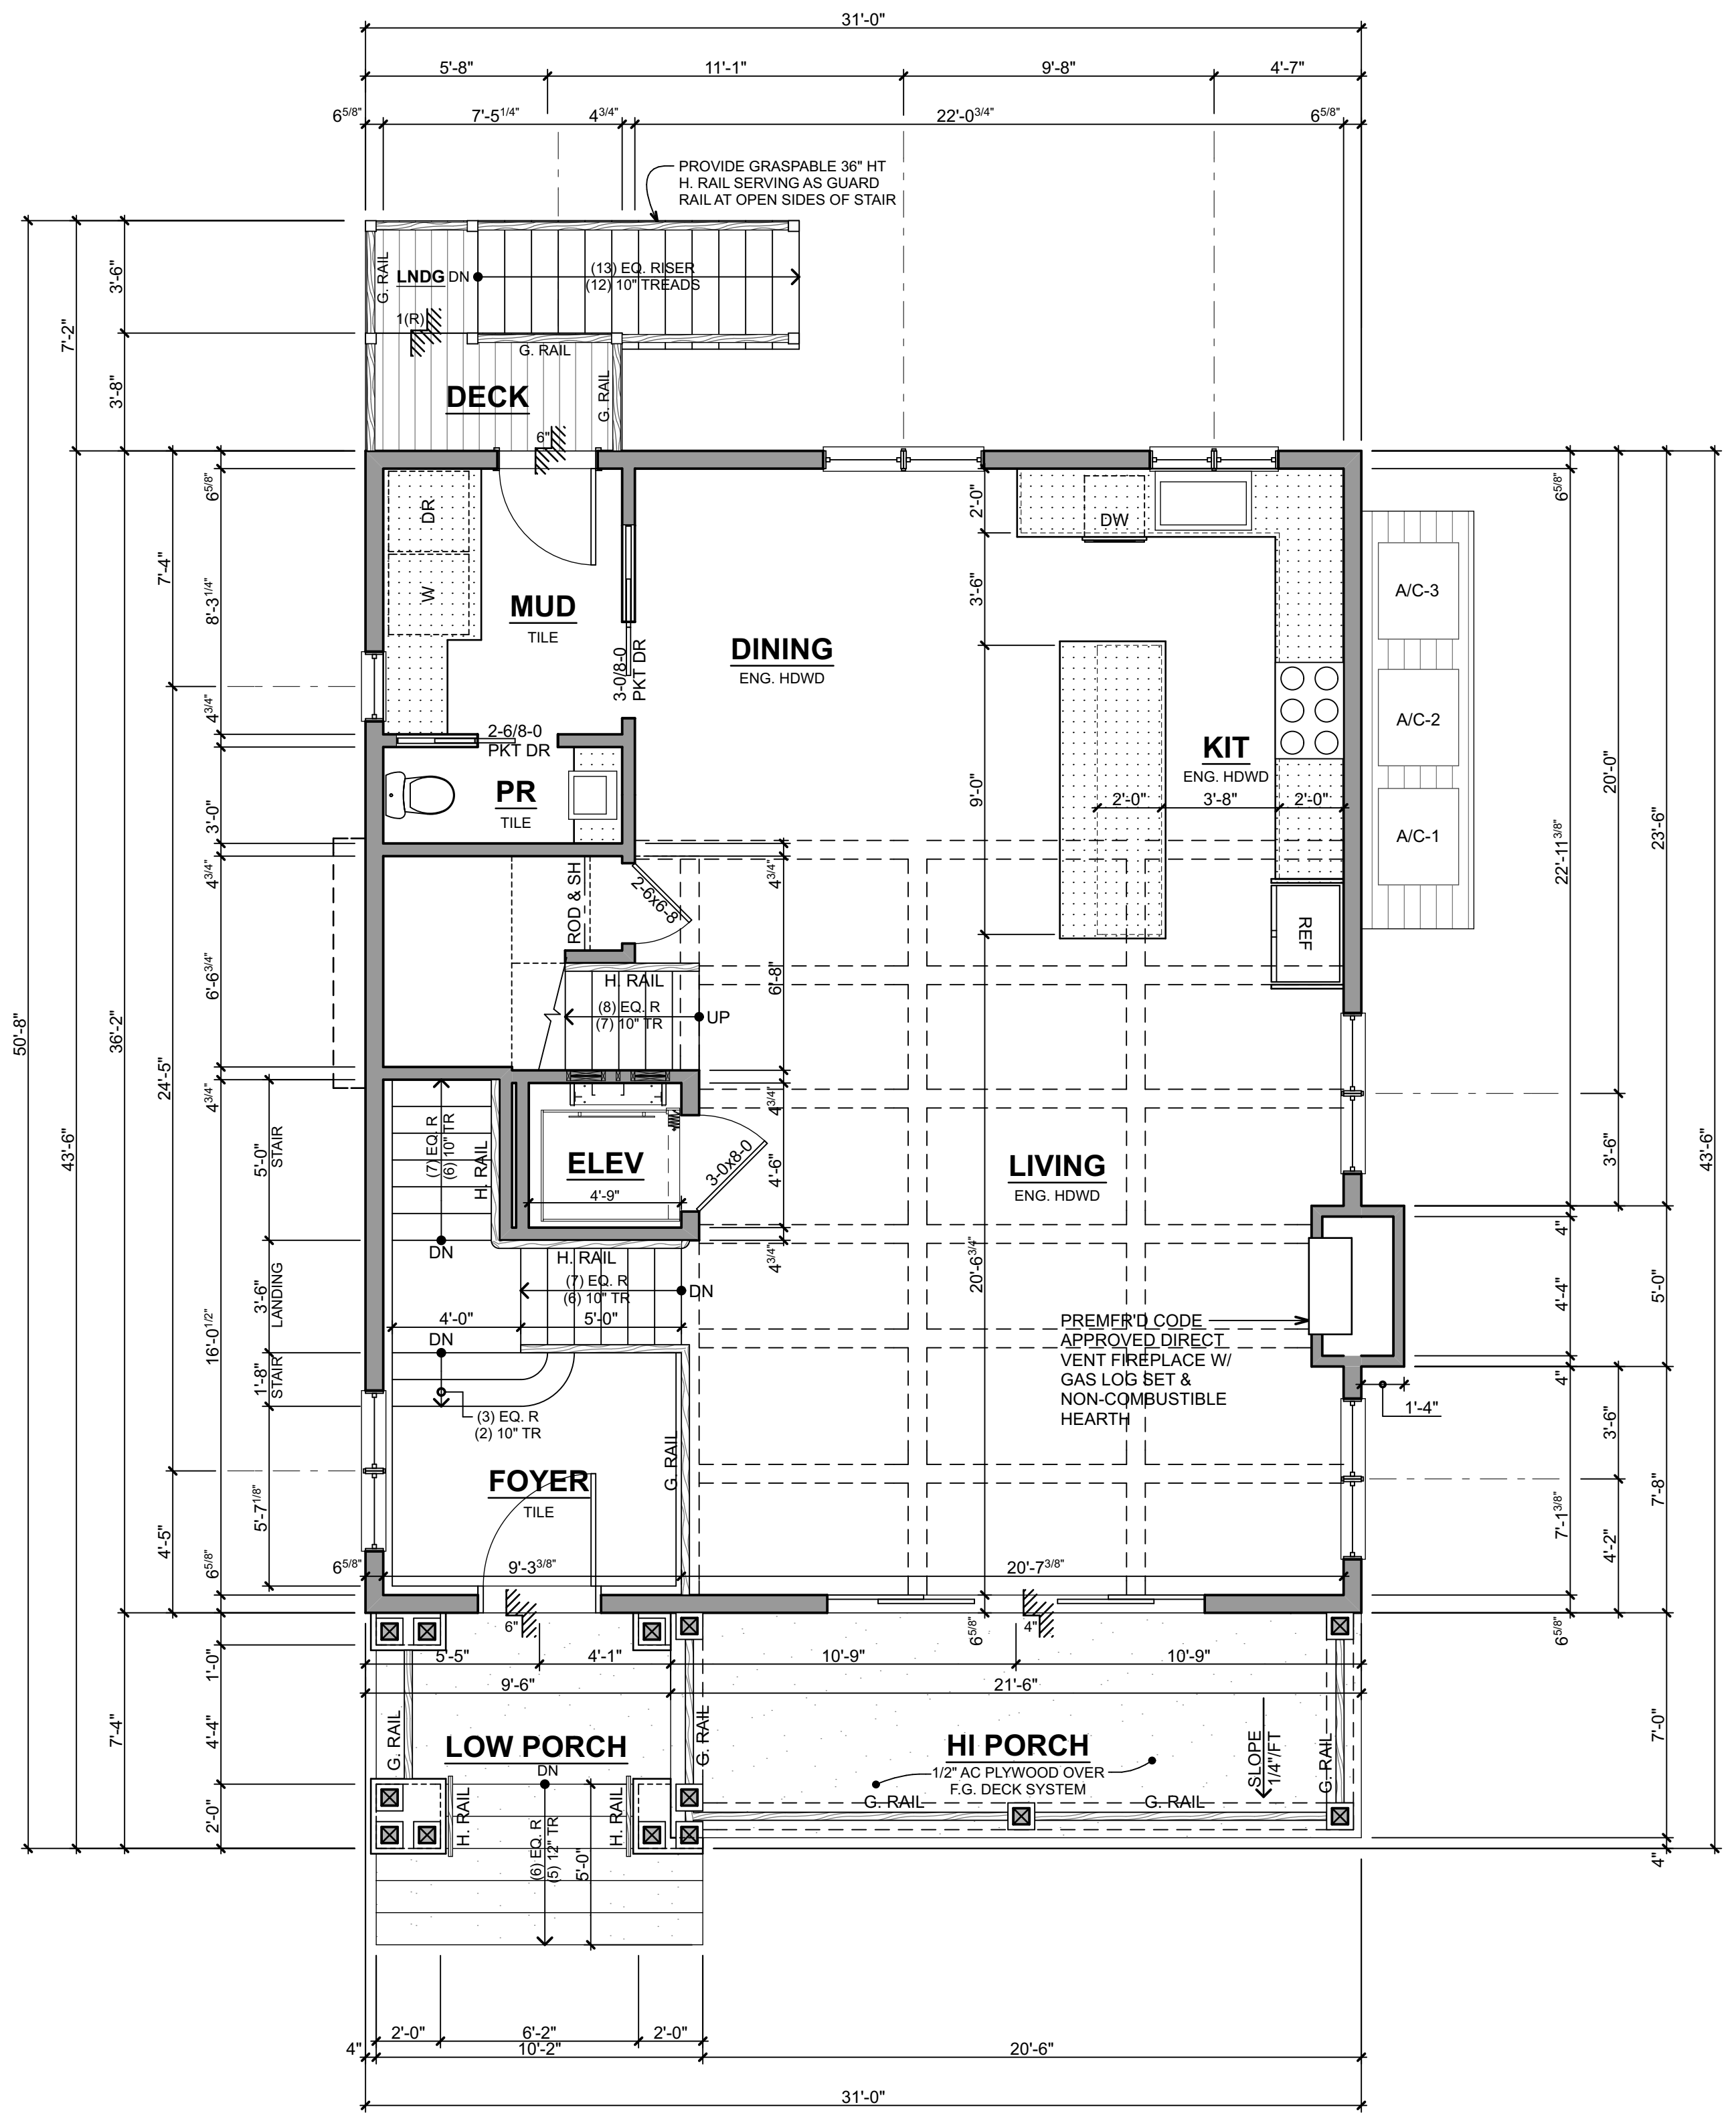 31'-0"
5'-8"
11'-1"
9'-8"
4'-7"
6 5/8"
7'-5 1/4"
4 3/4"
22'-0 3/4"
6 5/8"
PROVIDE GRASPABLE 36" HT
H. RAIL SERVING AS GUARD
RAIL AT OPEN SIDES OF STAIR
G. RAIL
LNDG
DN
(13) EQ. RISER
(12) 10" TREADS
1(R)
G. RAIL
DECK
G. RAIL
6"
3'-6"
7'-2"
3'-8"
6 5/8"
7'-4"
8'-3 1/4"
4 3/4"
3'-0"
4 3/4"
6'-6 3/4"
4 3/4"
50'-8"
43'-6"
36'-2"
24'-5"
5'-0"
STAIR
3'-6"
LANDING
16'-0 1/2"
1'-8"
STAIR
5'-7 1/8"
4'-5"
6 5/8"
7'-4"
1'-0"
4'-4"
2'-0"
DR
W
MUD
TILE
3-0/8-0
PKT DR
2-6/8-0
PKT DR
PR
TILE
DINING
ENG. HDWD
2'-0"
3'-6"
9'-0"
DW
KIT
ENG. HDWD
2'-0"
3'-8"
2'-0"
REF
A/C-3
A/C-2
A/C-1
6 5/8"
20'-0"
22'-11 3/8"
23'-6"
3'-6"
43'-6"
4"
4'-4"
5'-0"
4"
1'-4"
3'-6"
7'-8"
7'-1 3/8"
4'-2"
6 5/8"
7'-0"
4"
ROD & SH
2-6x6-8
4 3/4"
6'-8"
4 3/4"
4'-6"
4 3/4"
H. RAIL
(8) EQ. R
(7) 10" TR
UP
(7) EQ. R
(6) 10" TR
H. RAIL
DN
ELEV
4'-9"
3-0x8-0
LIVING
ENG. HDWD
20'-6 3/4"
H. RAIL
(7) EQ. R
(6) 10" TR
DN
4'-0"
5'-0"
DN
(3) EQ. R
(2) 10" TR
PREMFR'D CODE
APPROVED DIRECT
VENT FIREPLACE W/
GAS LOG SET &
NON-COMBUSTIBLE
HEARTH
G. RAIL
FOYER
TILE
6 5/8"
9'-3 3/8"
20'-7 3/8"
6"
6 5/8"
4"
5'-5"
4'-1"
10'-9"
10'-9"
9'-6"
21'-6"
G. RAIL
LOW PORCH
G. RAIL
HI PORCH
1/2" AC PLYWOOD OVER
F.G. DECK SYSTEM
SLOPE
1/4"/FT
G. RAIL
G. RAIL
G. RAIL
DN
H. RAIL
(6) EQ. R
(5) 12" TR
5'-0"
H. RAIL
2'-0"
6'-2"
2'-0"
4"
10'-2"
20'-6"
31'-0"